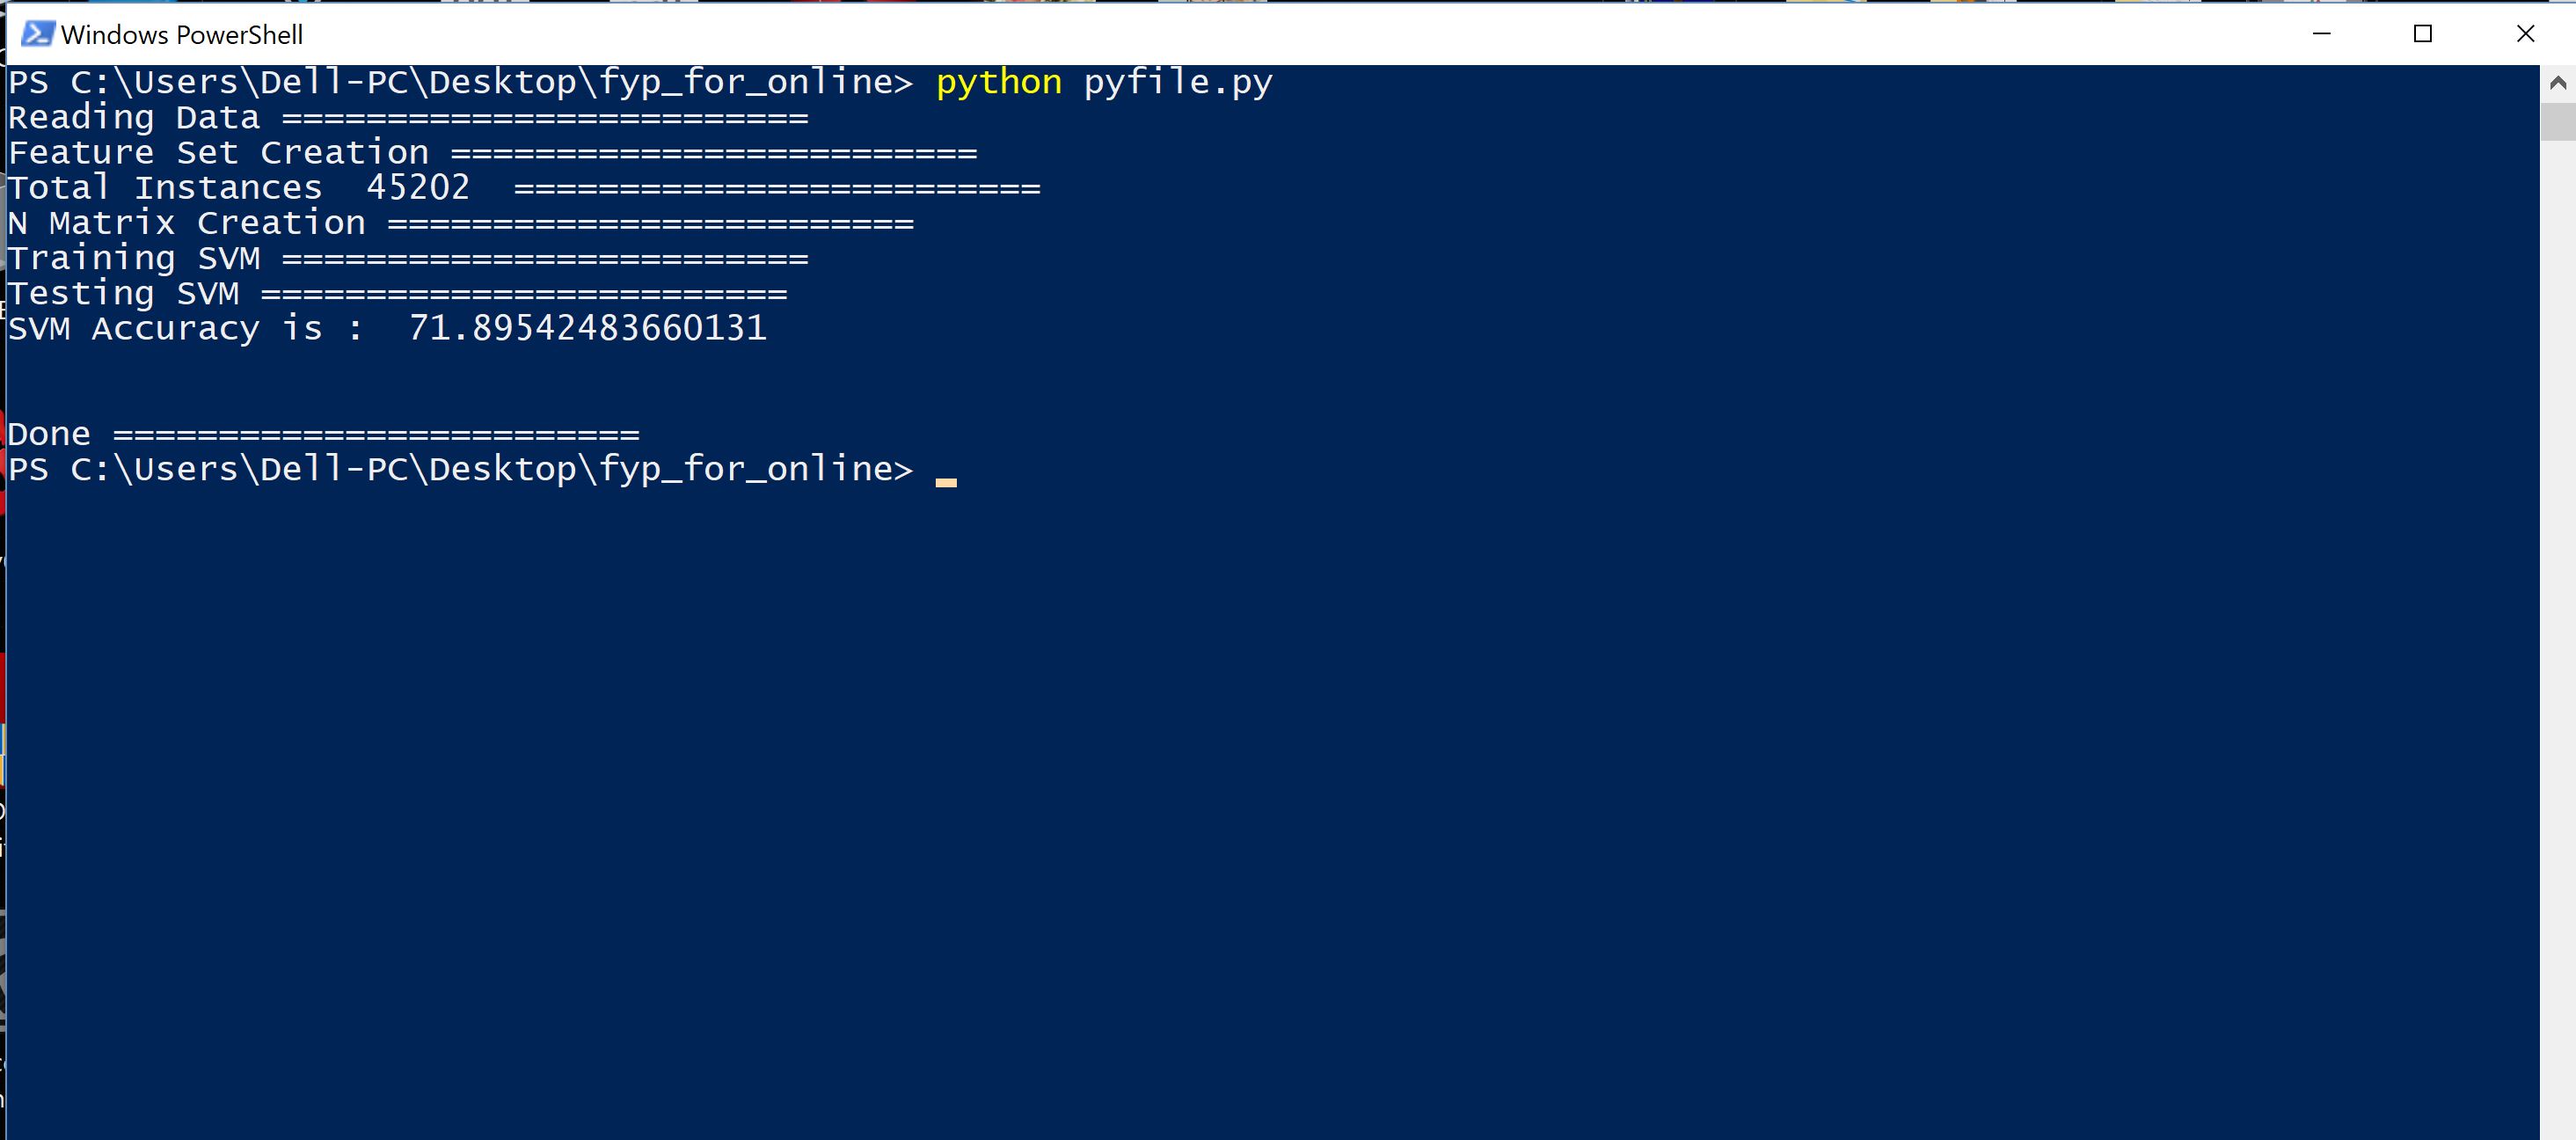 Windows PowerShell
PS C:\Users\Dell-PC\Desktop\fyp_for_online> python pyfile.py
Reading Data =========================
Feature Set Creation =========================
Total Instances  45202  =========================
N Matrix Creation =========================
Training SVM =========================
Testing SVM =========================
SVM Accuracy is :  71.89542483660131
Done =========================
PS C:\Users\Dell-PC\Desktop\fyp_for_online>